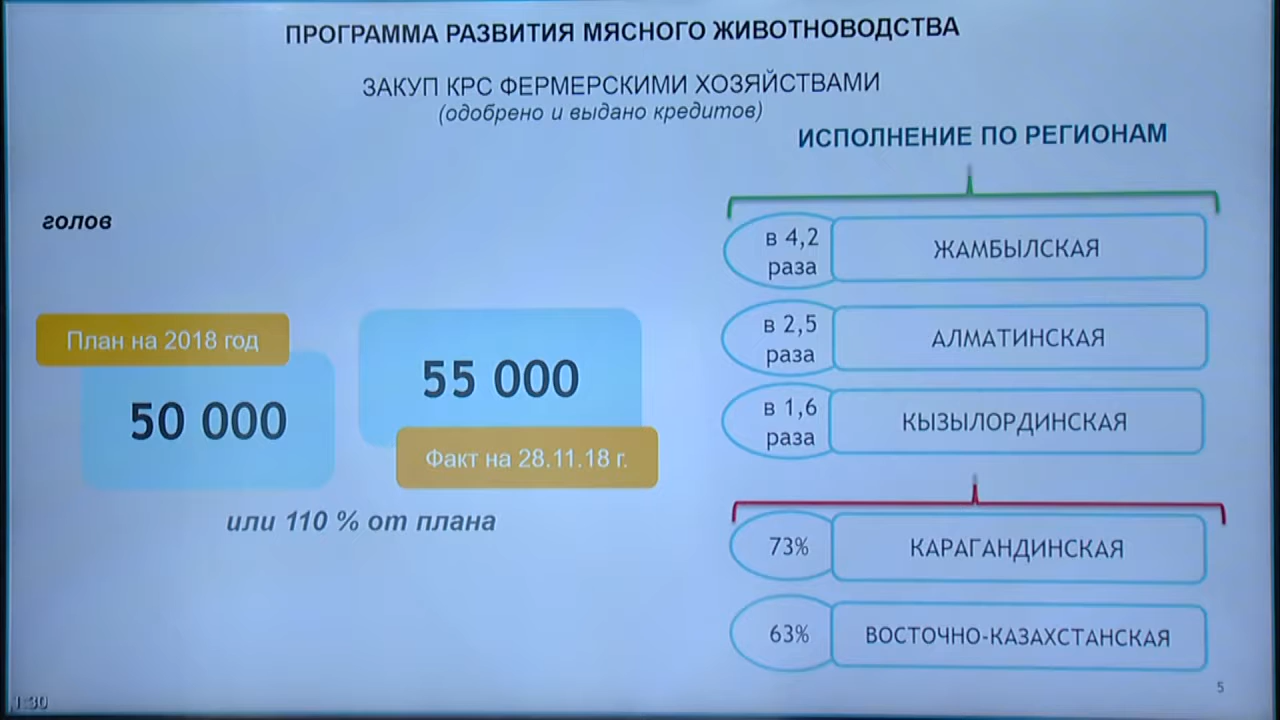 ПРОГРАММА РАЗВИТИЯ МЯСНОГО ЖИВОТНОВОДСТВА
ЗАКУП КРС ФЕРМЕРСКИМИ ХОЗЯЙСТВАМИ
(одобрено и выдано кредитов)
голов
План на 2018 год
50 000
55 000
Факт на 28.11.18 г.
или 110 % от плана
ИСПОЛНЕНИЕ ПО РЕГИОНАМ
в 4,2
раза
ЖАМБЫЛСКАЯ
в 2,5
раза
АЛМАТИНСКАЯ
в 1,6
раза
КЫЗЫЛОРДИНСКАЯ
73%
КАРАГАНДИНСКАЯ
63%
ВОСТОЧНО-КАЗАХСТАНСКАЯ
5
1:30